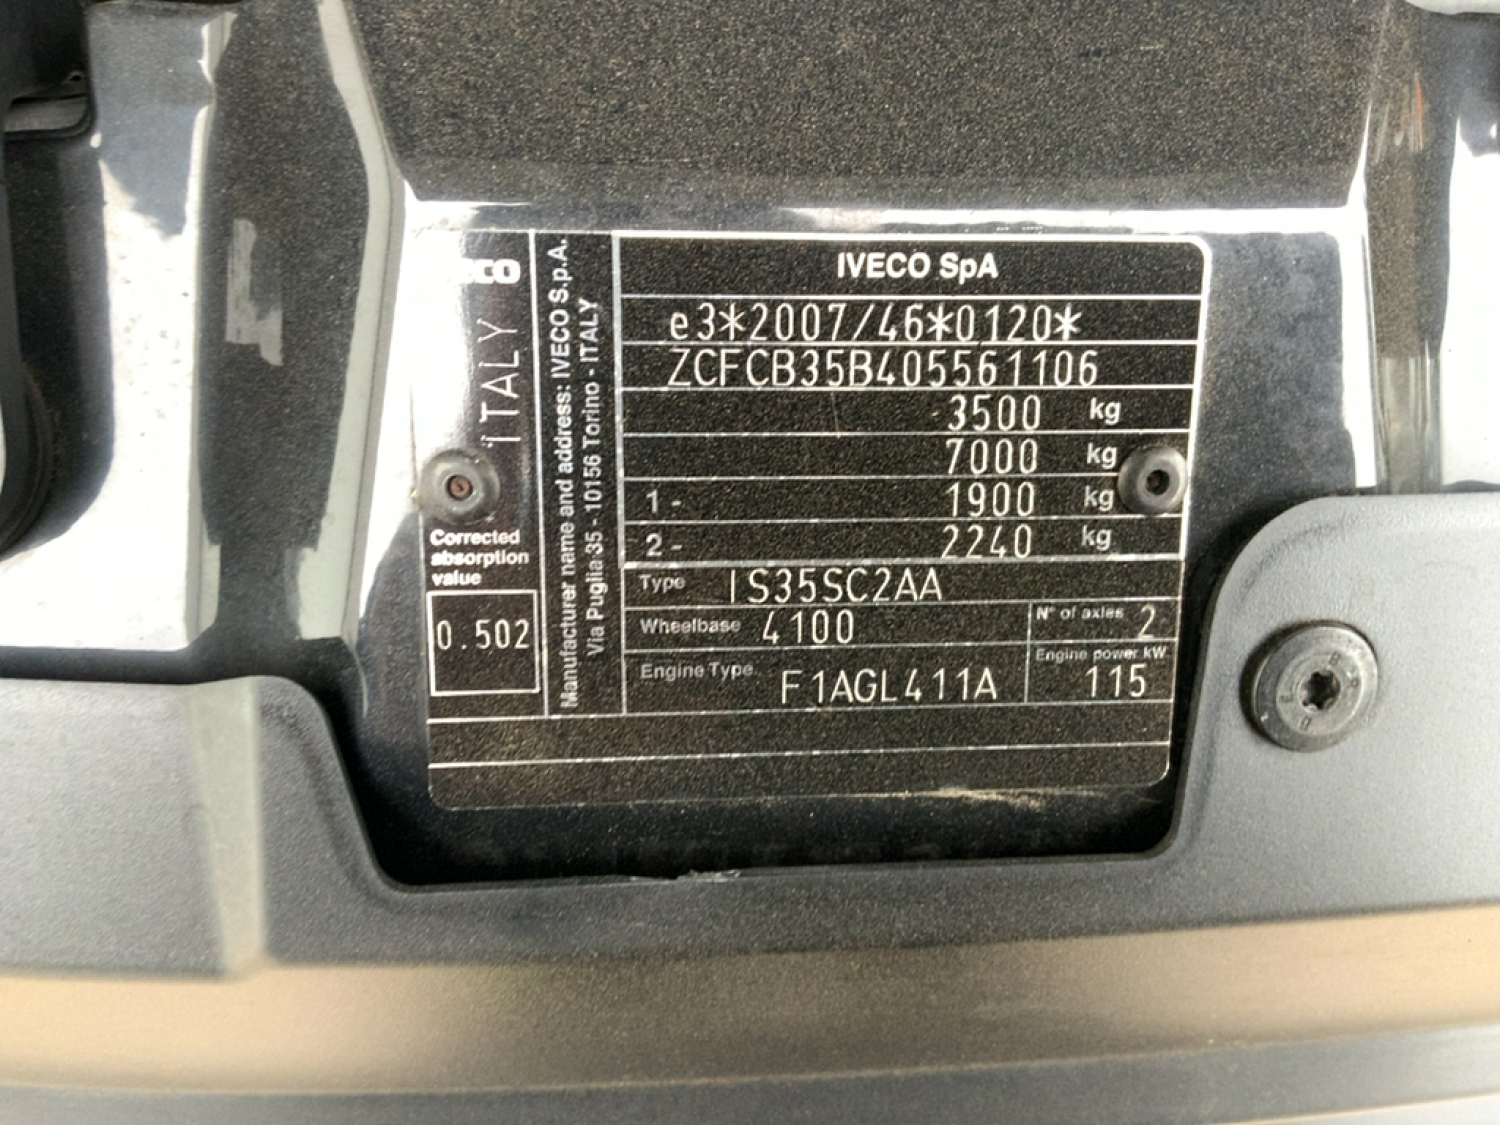 IVECO SpA
e3*2007/46*0120*
ZCFCB35B405561106
3500 kg
7000 kg
1 - 1900 kg
2 - 2240 kg
Type IS35SC2AA
Wheelbase 4100
N° of axles 2
Engine Type F1AGL411A
Engine power kW 115
ITALY
Corrected
absorption
value
0.502
Manufacturer name and address: IVECO S.p.A.
Via Puglia 35 - 10156 Torino - ITALY